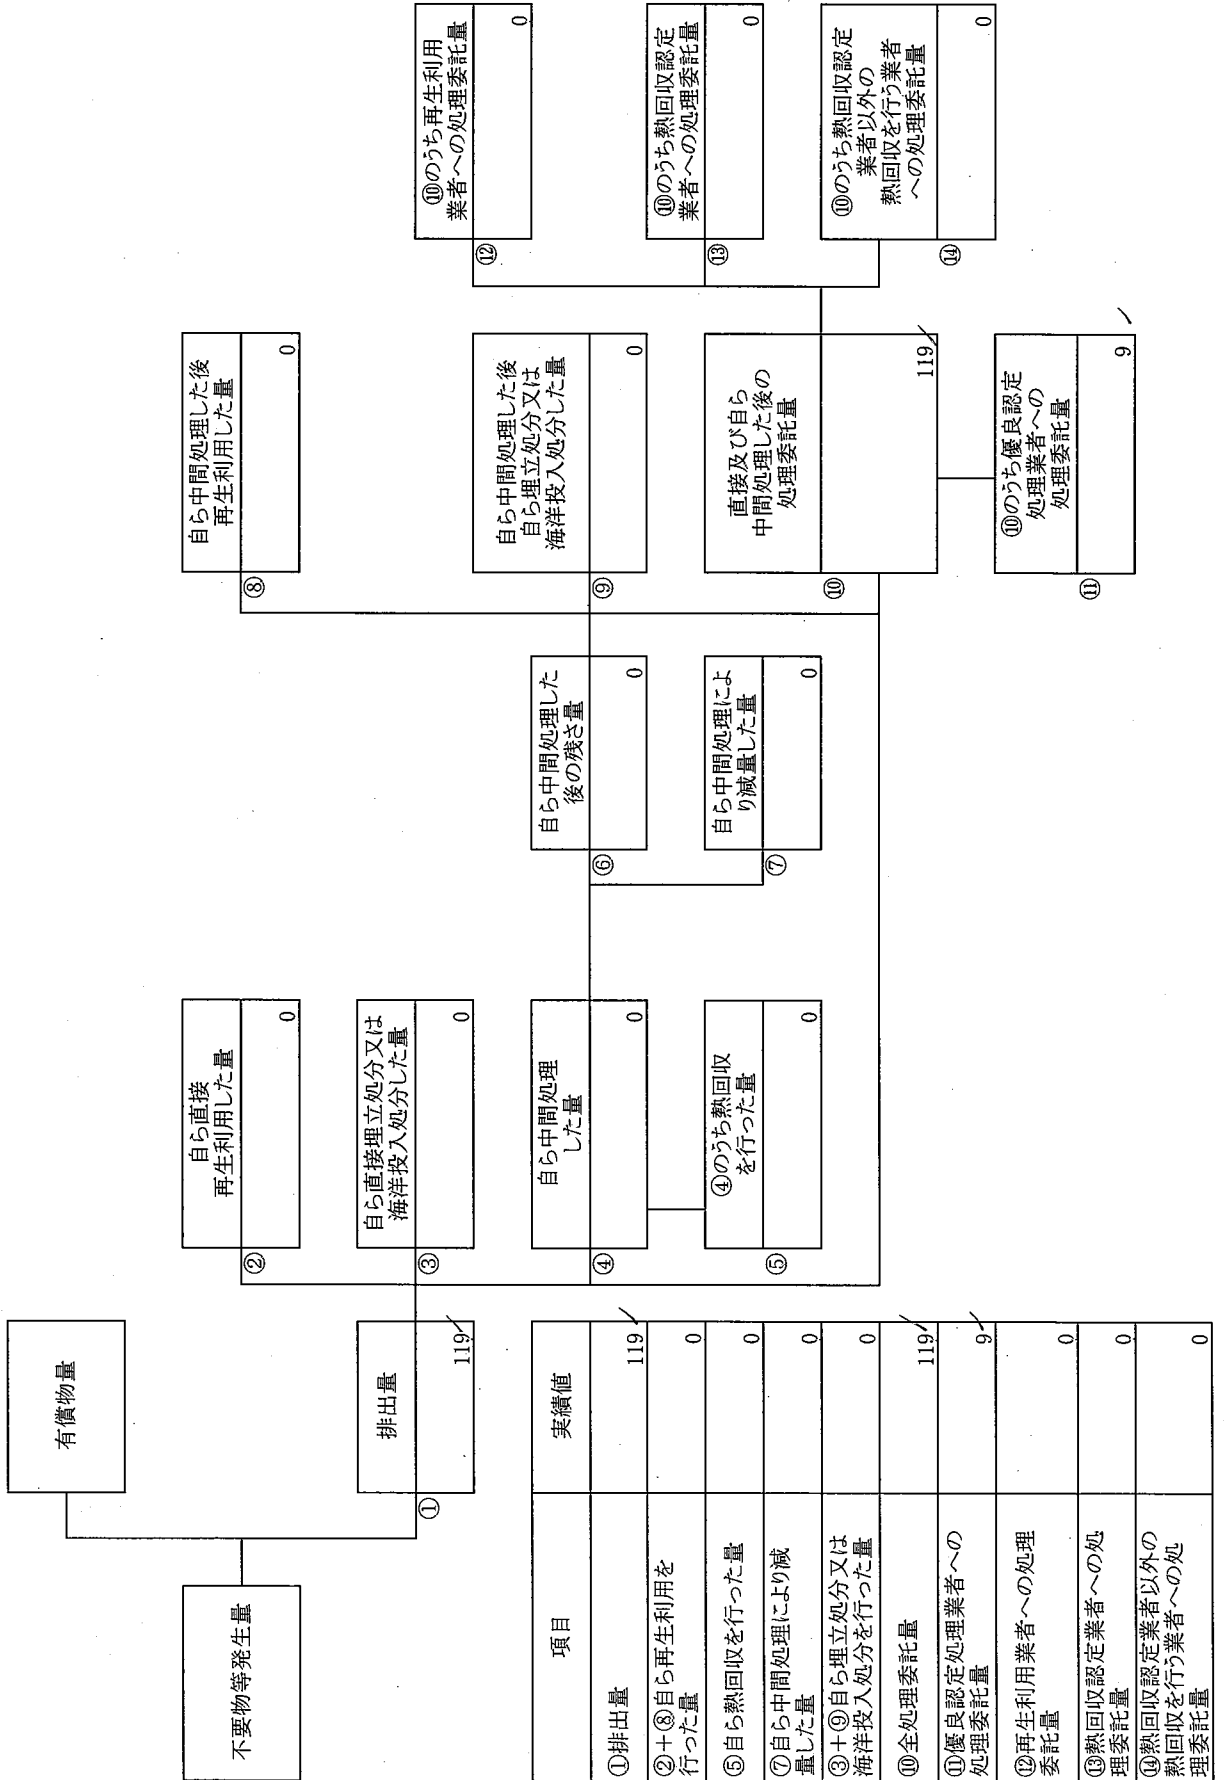 不要物等発生量
有償物量
排出量
①
119
自ら直接
再生利用した量
②
0
自ら直接埋立処分又は
海洋投入処分した量
③
0
自ら中間処理
した量
④
0
④のうち熱回収
を行った量
⑤
0
自ら中間処理した
後の残さ量
⑥
0
自ら中間処理によ
り減量した量
⑦
0
自ら中間処理した後
再生利用した量
⑧
0
自ら中間処理した後
自ら埋立処分又は
海洋投入処分した量
⑨
0
直接及び自ら
中間処理した後の
処理委託量
⑩
119
⑩のうち優良認定
処理業者への
処理委託量
⑪
9
⑩のうち再生利用
業者への処理委託量
⑫
0
⑩のうち熱回収認定
業者への処理委託量
⑬
0
⑩のうち熱回収認定
業者以外の
熱回収を行う業者
への処理委託量
⑭
0
項目 実績値
①排出量 119
②+⑧自ら再生利用を
行った量 0
⑤自ら熱回収を行った量 0
⑦自ら中間処理により減
量した量 0
③+⑨自ら埋立処分又は
海洋投入処分を行った量 0
⑩全処理委託量 119
⑪優良認定処理業者への
処理委託量 9
⑫再生利用業者への処理
委託量 0
⑬熱回収認定業者への処
理委託量 0
⑭熱回収認定業者以外の
熱回収を行う業者への処
理委託量 0